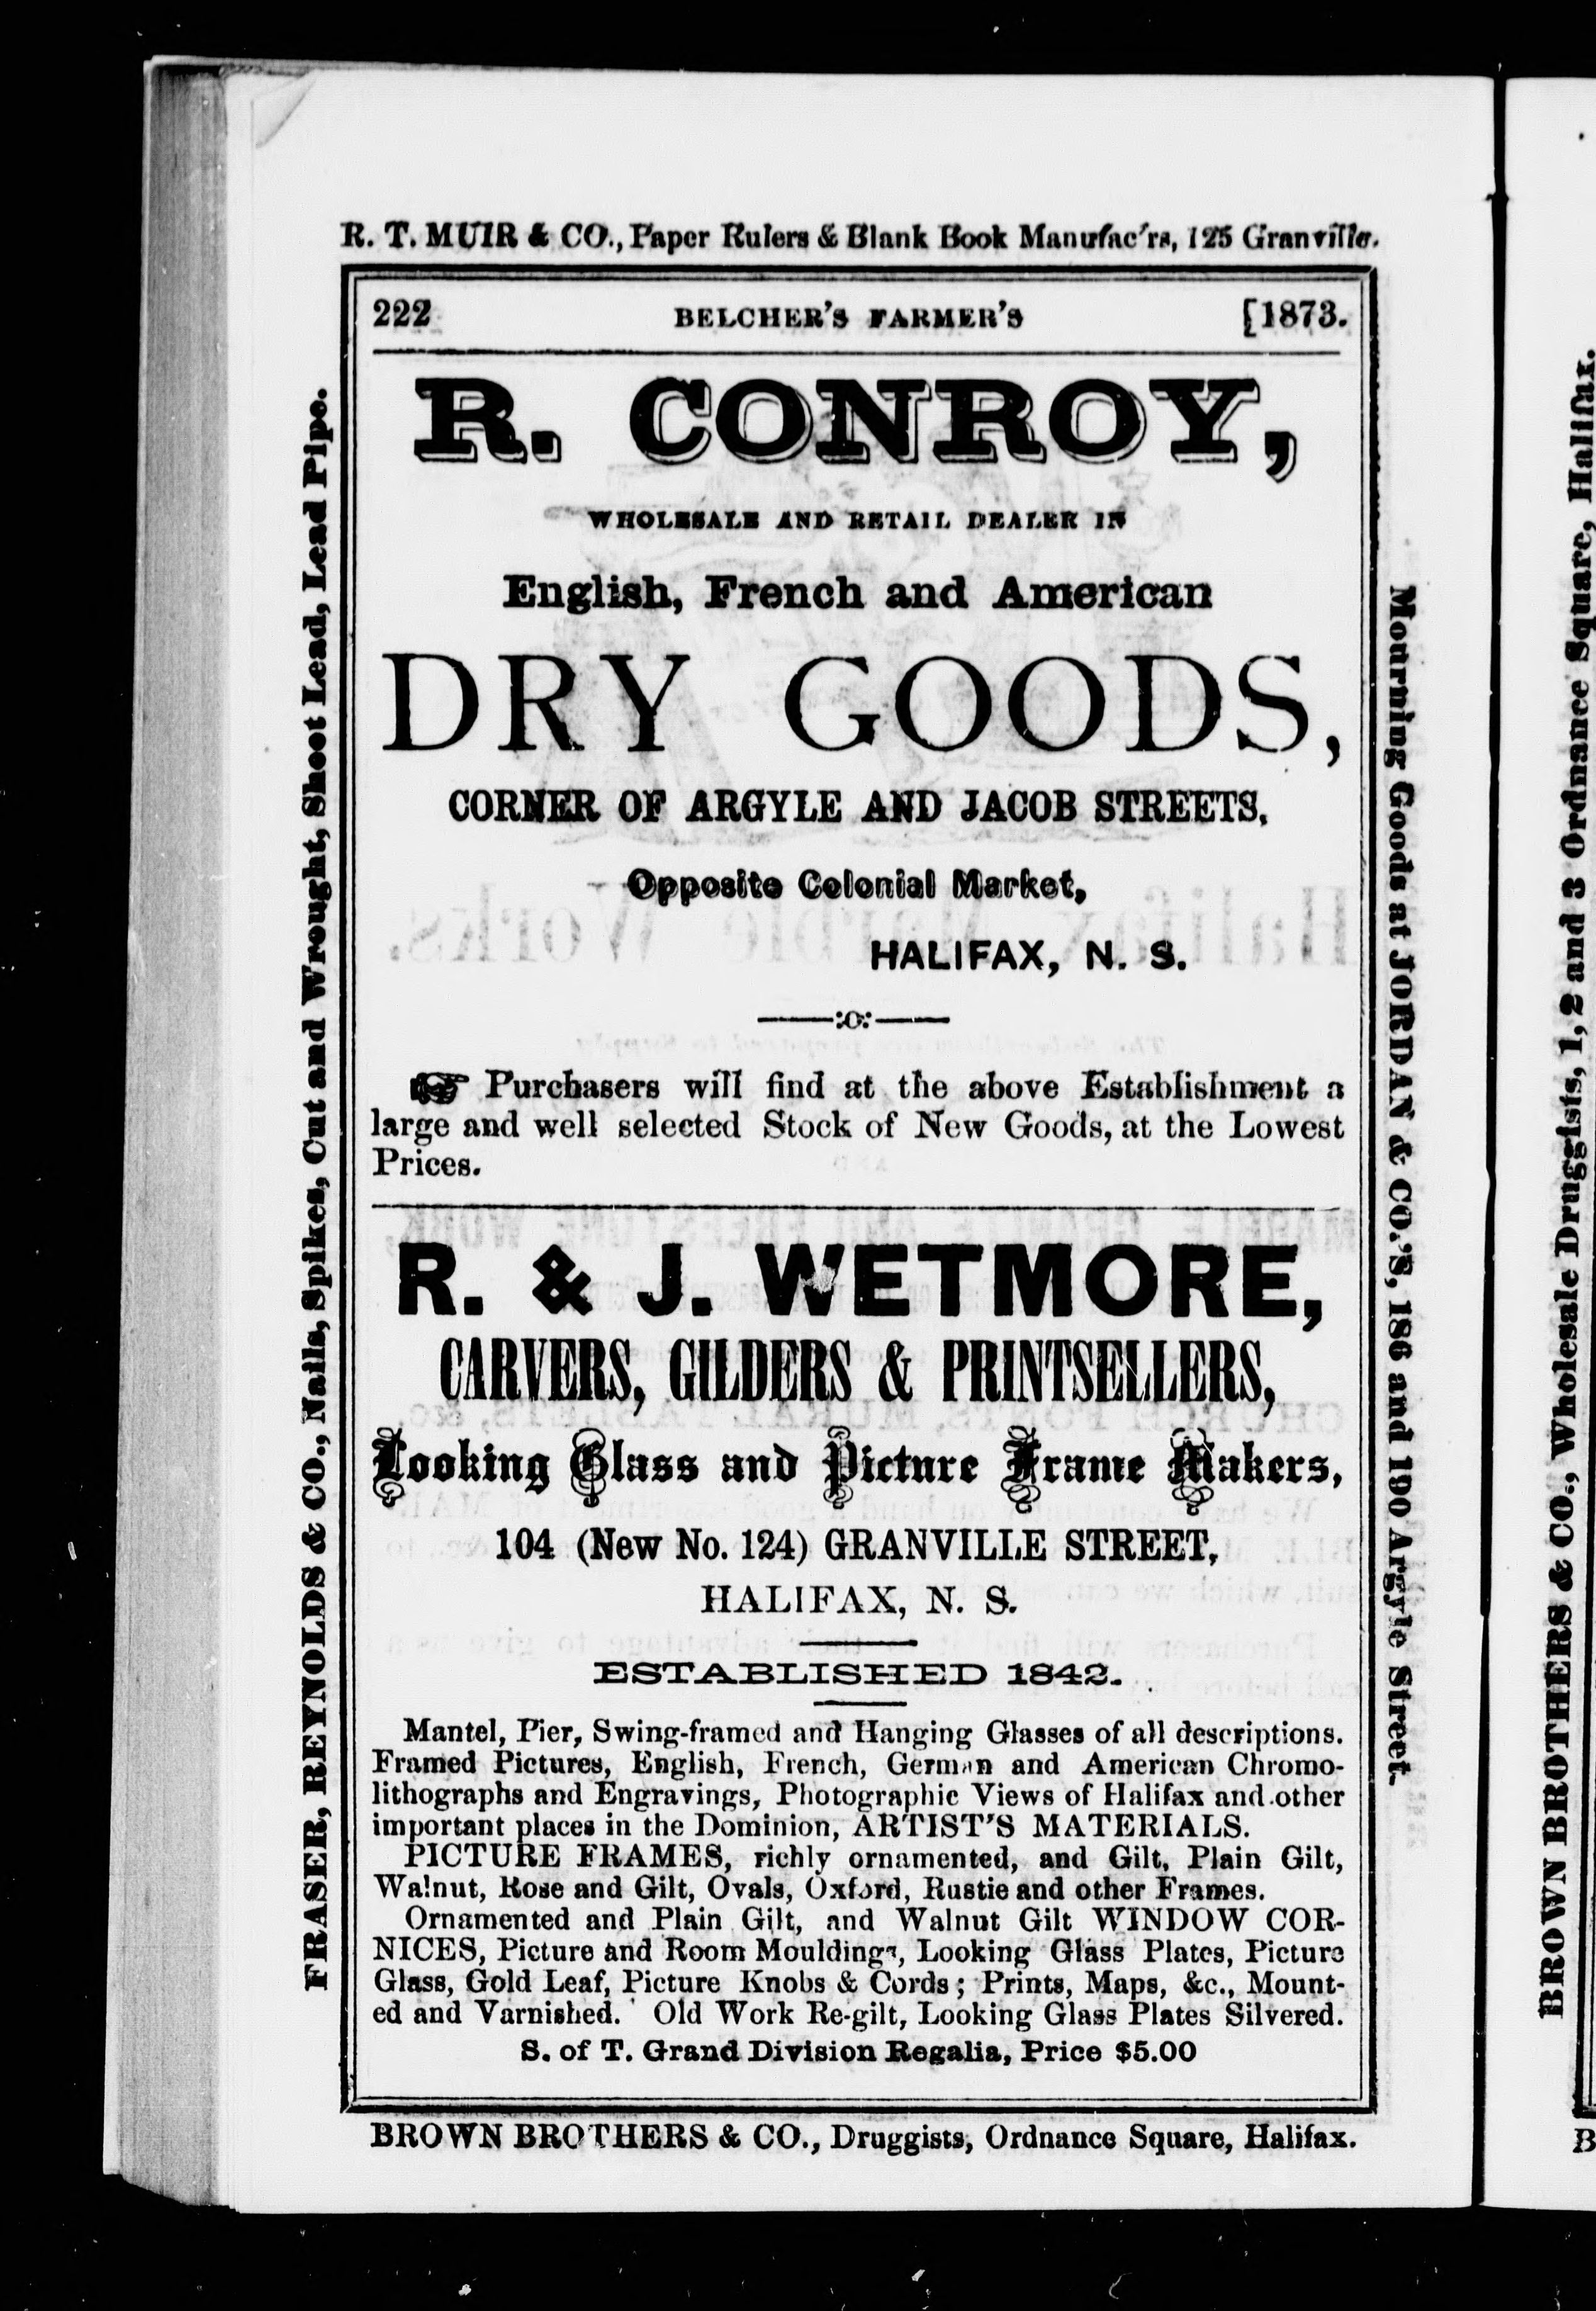 R. T. MUIR & CO., Paper Rulers & Blank Book Manufac'rs, 125 Granville.
222 BELCHER'S FARMER'S [1873.
R. CONROY,
WHOLESALE AND RETAIL DEALER IN
English, French and American
DRY GOODS,
CORNER OF ARGYLE AND JACOB STREETS,
Opposite Colonial Market,
HALIFAX, N. S.
——:o:——
☞ Purchasers will find at the above Establishment a
large and well selected Stock of New Goods, at the Lowest
Prices.
R. & J. WETMORE,
CARVERS, GILDERS & PRINTSELLERS,
Looking Glass and Picture Frame Makers,
104 (New No. 124) GRANVILLE STREET,
HALIFAX, N. S.
ESTABLISHED 1842.
Mantel, Pier, Swing-framed and Hanging Glasses of all descriptions.
Framed Pictures, English, French, German and American Chromo-
lithographs and Engravings, Photographic Views of Halifax and other
important places in the Dominion, ARTIST'S MATERIALS.
PICTURE FRAMES, richly ornamented, and Gilt, Plain Gilt,
Walnut, Rose and Gilt, Ovals, Oxford, Rustie and other Frames.
Ornamented and Plain Gilt, and Walnut Gilt WINDOW COR-
NICES, Picture and Room Mouldings, Looking Glass Plates, Picture
Glass, Gold Leaf, Picture Knobs & Cords; Prints, Maps, &c., Mount-
ed and Varnished. Old Work Re-gilt, Looking Glass Plates Silvered.
S. of T. Grand Division Regalia, Price $5.00
BROWN BROTHERS & CO., Druggists, Ordnance Square, Halifax.
FRASER, REYNOLDS & CO., Nails, Spikes, Cut and Wrought, Sheet Lead, Lead Pipe.
Mourning Goods at JORDAN & CO.'S, 186 and 190 Argyle Street.
BROWN BROTHERS & CO., Wholesale Druggists, 1, 2 and 3 Ordnance Square, Halifax.
B